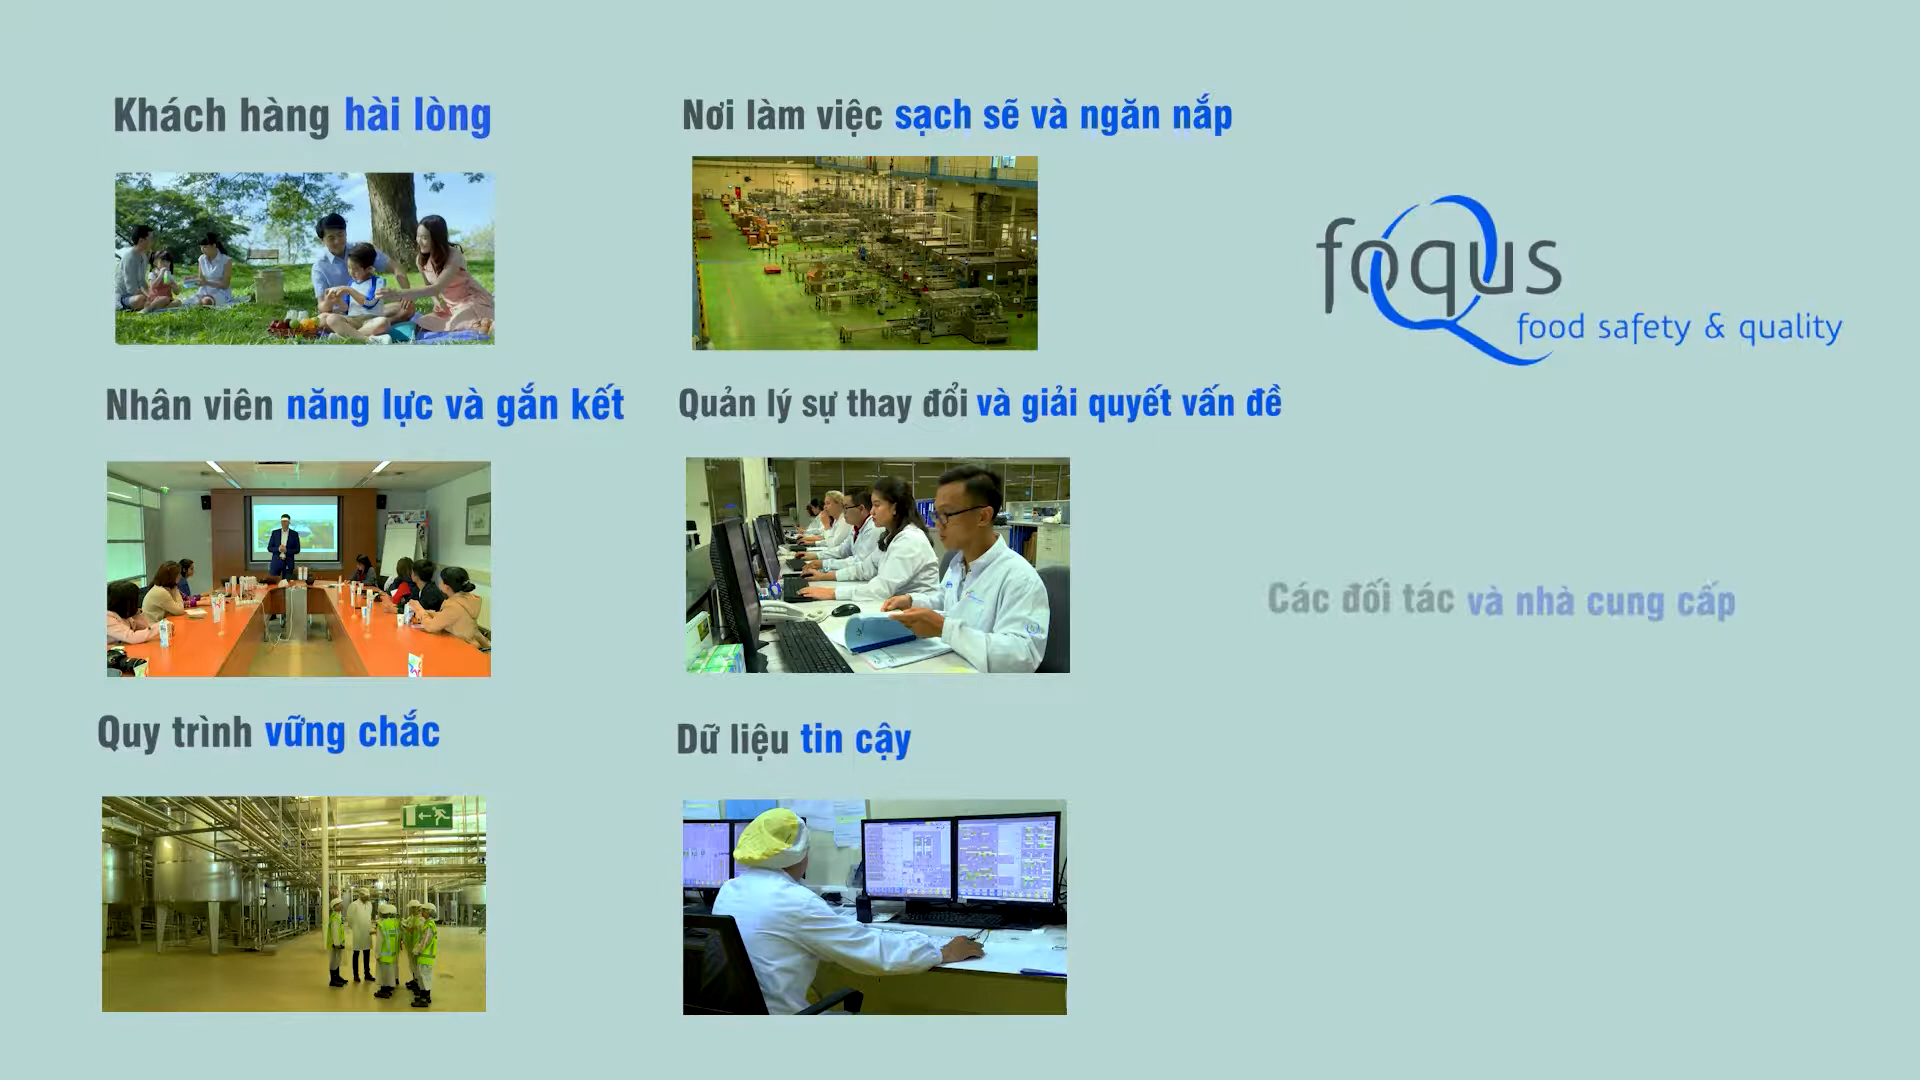 Khách hàng hài lòng
Nhân viên năng lực và gắn kết
Quy trình vững chắc
Nơi làm việc sạch sẽ và ngăn nắp
Quản lý sự thay đổi và giải quyết vấn đề
Dữ liệu tin cậy
foqus
food safety & quality
Các đối tác và nhà cung cấp